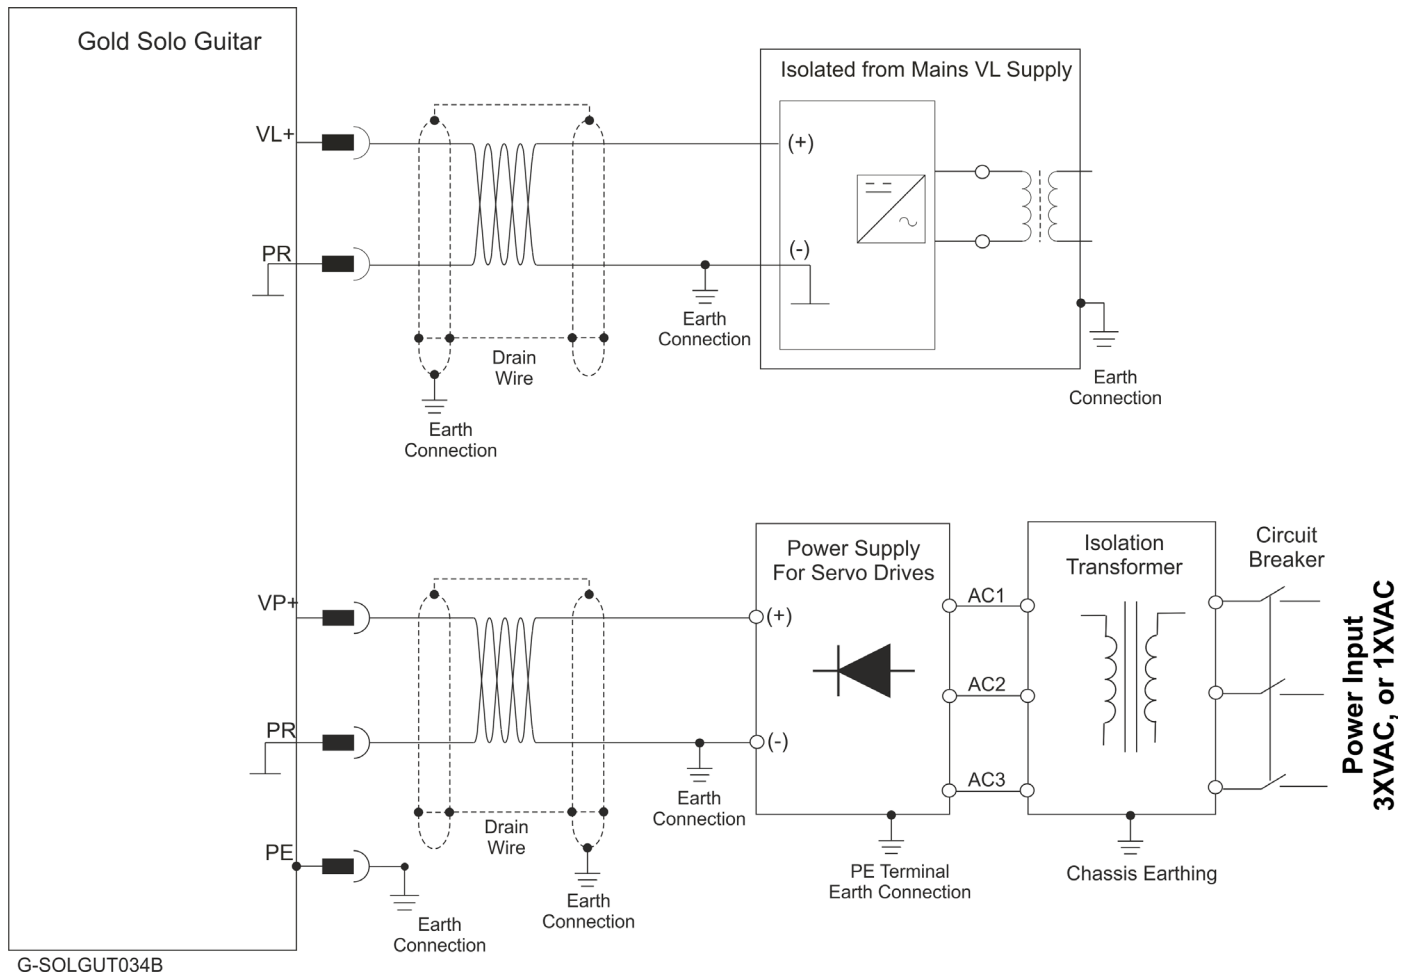 Gold Solo Guitar
Isolated from Mains VL Supply
VL+
(+)
PR
(-)
Earth
Connection
Drain
Wire
Earth
Connection
Earth
Connection
Power Supply
For Servo Drives
Isolation
Transformer
Circuit
Breaker
VP+
(+)
AC1
AC2
PR
(-)
AC3
Power Input
3XVAC, or 1XVAC
Earth
Connection
Drain
Wire
PE
PE Terminal
Earth Connection
Chassis Earthing
Earth
Connection
Earth
Connection
G-SOLGUT034B